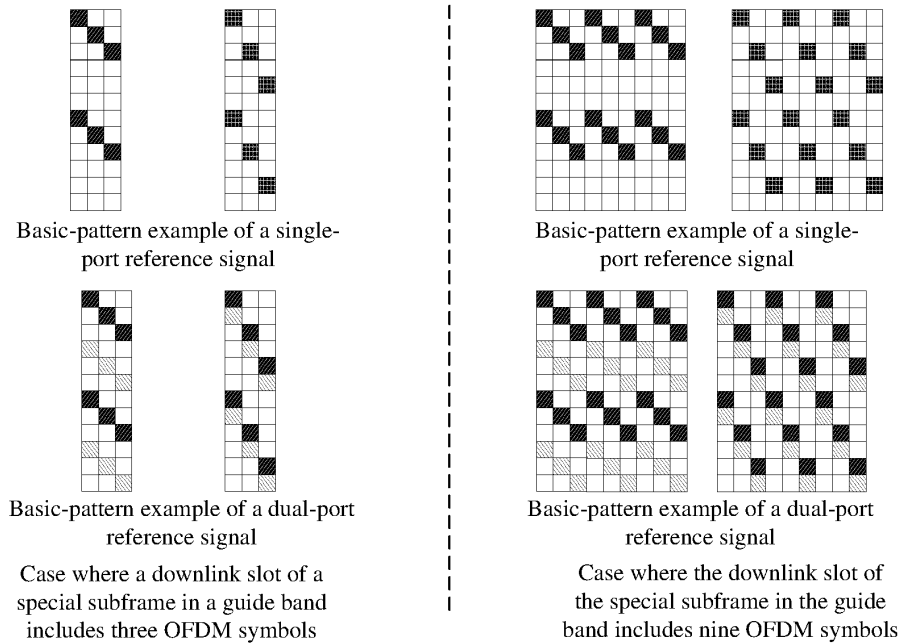 Basic-pattern example of a single-
port reference signal
Basic-pattern example of a single-
port reference signal
Basic-pattern example of a dual-port
reference signal
Basic-pattern example of a dual-port
reference signal
Case where a downlink slot of a
special subframe in a guide band
includes three OFDM symbols
Case where the downlink slot of
the special subframe in the guide
band includes nine OFDM symbols